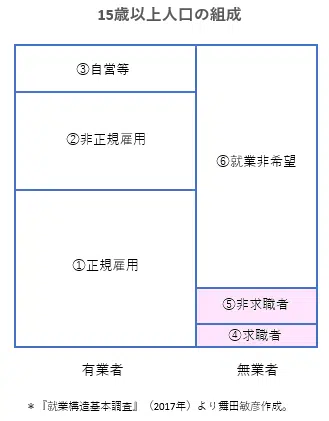 15歳以上人口の組成
③自営等
②非正規雇用
⑥就業非希望
①正規雇用
⑤非求職者
④求職者
有業者
無業者
＊『就業構造基本調査』（2017年）より舞田敏彦作成。